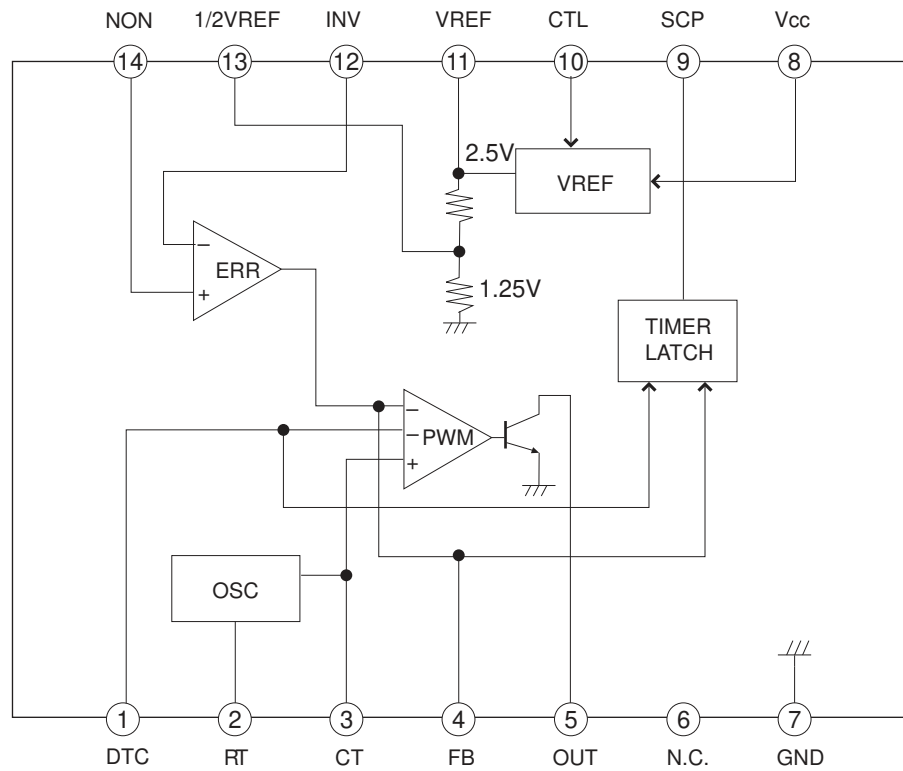 NON 1/2VREF INV VREF CTL SCP Vcc
14 13 12 11 10 9 8
2.5V
VREF
−
ERR
+
1.25V
TIMER
LATCH
−
− PWM
+
OSC
1 2 3 4 5 6 7
DTC RT CT FB OUT N.C. GND